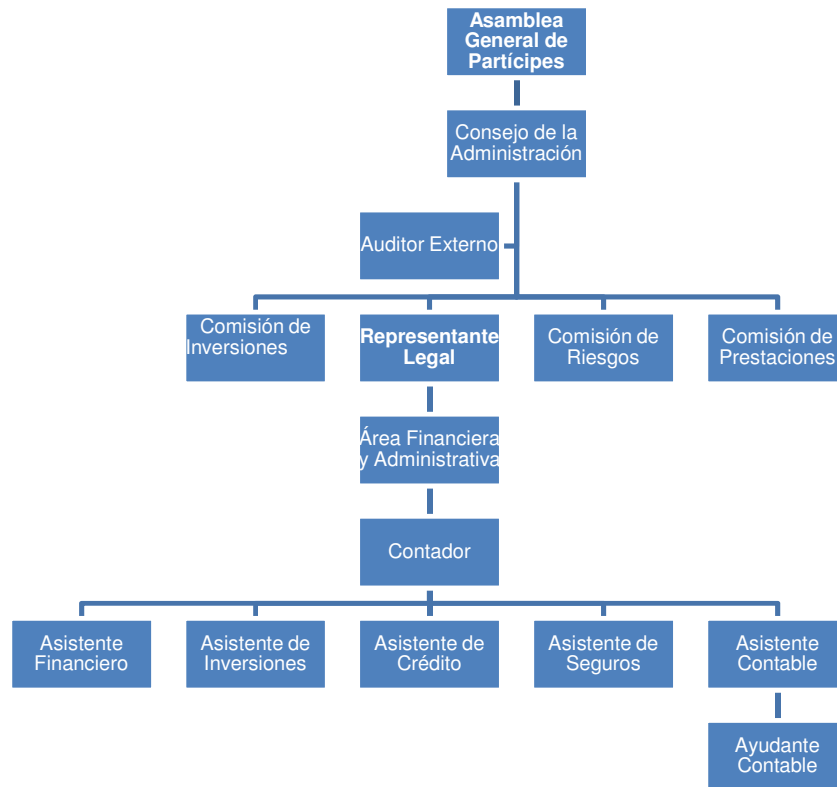 Asamblea
General de
Partícipes
Consejo de la
Administración
Auditor Externo
Comisión de
Inversiones
Representante
Legal
Comisión de
Riesgos
Comisión de
Prestaciones
Área Financiera
y Administrativa
Contador
Asistente
Financiero
Asistente de
Inversiones
Asistente de
Crédito
Asistente de
Seguros
Asistente
Contable
Ayudante
Contable